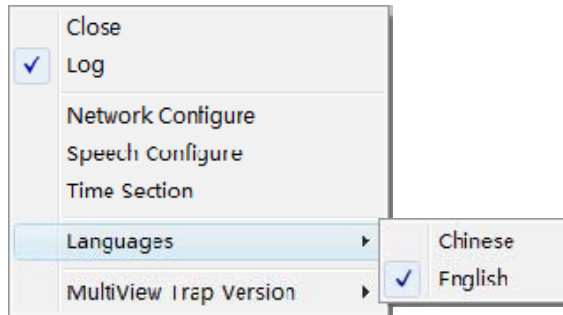 Close
Log
Network Configure
Speech Configure
Time Section
Languages
Chinese
English
MultiView Trap Version